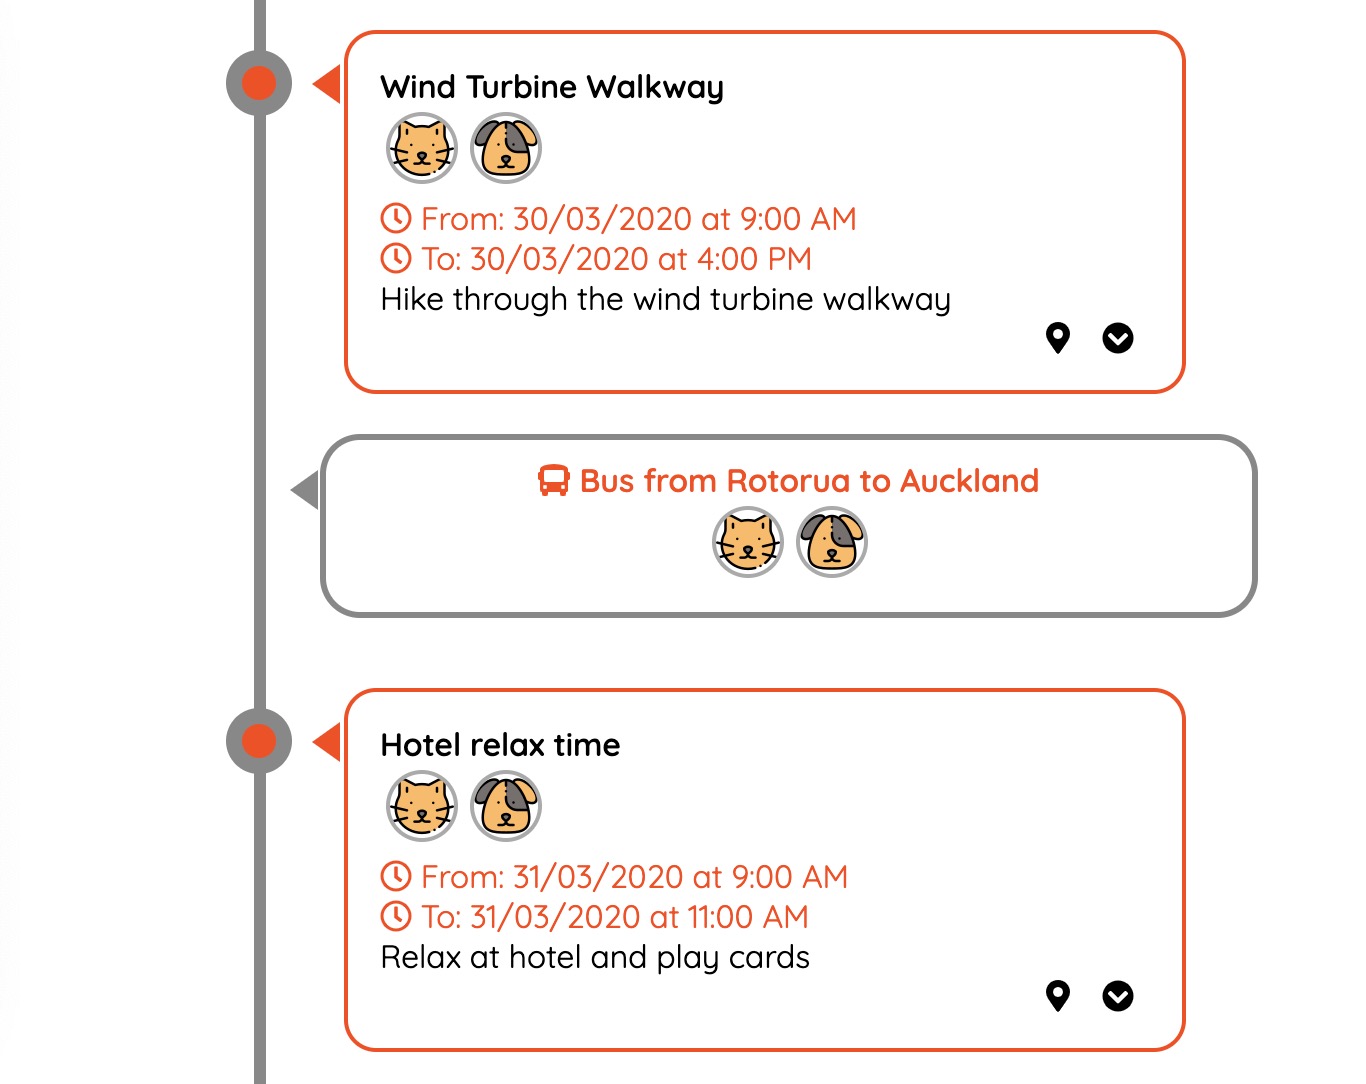 Wind Turbine Walkway
From: 30/03/2020 at 9:00 AM
To: 30/03/2020 at 4:00 PM
Hike through the wind turbine walkway
Bus from Rotorua to Auckland
Hotel relax time
From: 31/03/2020 at 9:00 AM
To: 31/03/2020 at 11:00 AM
Relax at hotel and play cards